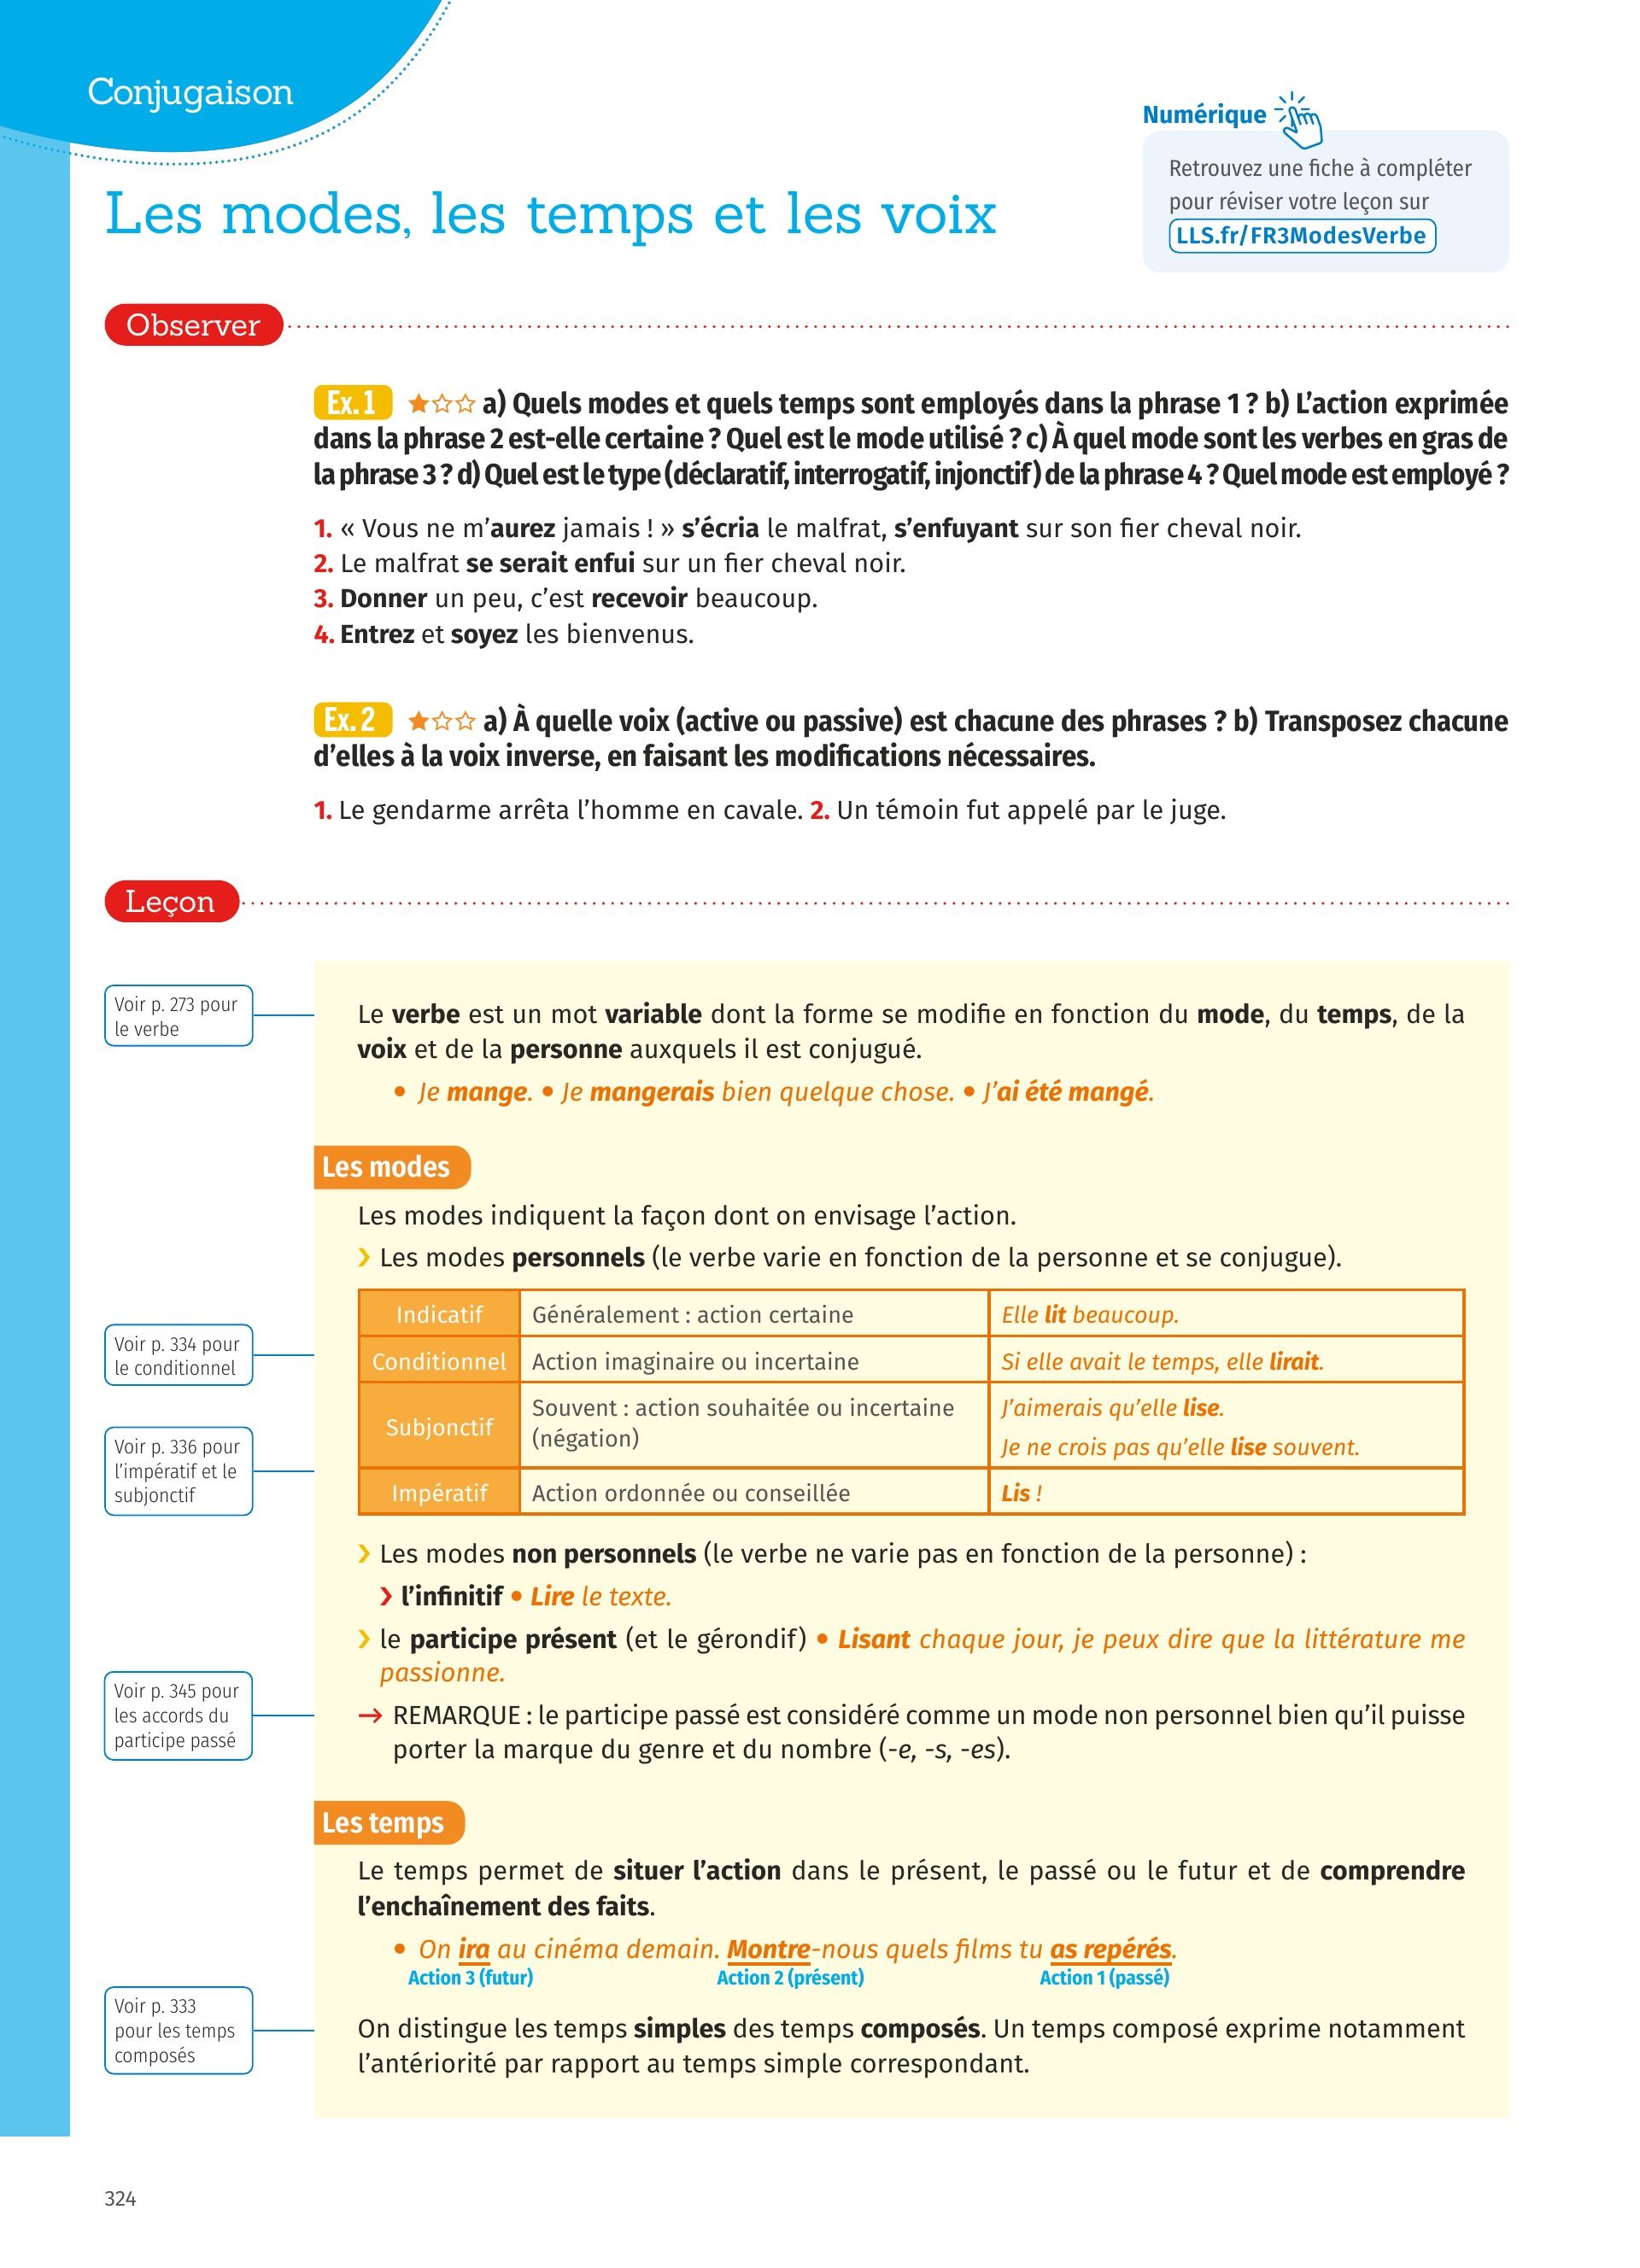 Conjugaison
Numérique
Retrouvez une fiche à compléter
pour réviser votre leçon sur
LLS.fr/FR3ModesVerbe
Les modes, les temps et les voix
Observer
Ex. 1 a) Quels modes et quels temps sont employés dans la phrase 1 ? b) L’action exprimée
dans la phrase 2 est-elle certaine ? Quel est le mode utilisé ? c) À quel mode sont les verbes en gras de
la phrase 3 ? d) Quel est le type (déclaratif, interrogatif, injonctif) de la phrase 4 ? Quel mode est employé ?
1. « Vous ne m’aurez jamais ! » s’écria le malfrat, s’enfuyant sur son fier cheval noir.
2. Le malfrat se serait enfui sur un fier cheval noir.
3. Donner un peu, c’est recevoir beaucoup.
4. Entrez et soyez les bienvenus.
Ex. 2 a) À quelle voix (active ou passive) est chacune des phrases ? b) Transposez chacune
d’elles à la voix inverse, en faisant les modifications nécessaires.
1. Le gendarme arrêta l’homme en cavale. 2. Un témoin fut appelé par le juge.
Leçon
Voir p. 273 pour
le verbe
Le verbe est un mot variable dont la forme se modifie en fonction du mode, du temps, de la
voix et de la personne auxquels il est conjugué.
• Je mange. • Je mangerais bien quelque chose. • J’ai été mangé.
Les modes
Les modes indiquent la façon dont on envisage l’action.
› Les modes personnels (le verbe varie en fonction de la personne et se conjugue).
Indicatif Généralement : action certaine Elle lit beaucoup.
Voir p. 334 pour
le conditionnel
Conditionnel Action imaginaire ou incertaine Si elle avait le temps, elle lirait.
Voir p. 336 pour
l’impératif et le
subjonctif
Subjonctif Souvent : action souhaitée ou incertaine
(négation)
J’aimerais qu’elle lise.
Je ne crois pas qu’elle lise souvent.
Impératif Action ordonnée ou conseillée Lis !
› Les modes non personnels (le verbe ne varie pas en fonction de la personne) :
› l’infinitif • Lire le texte.
› le participe présent (et le gérondif) • Lisant chaque jour, je peux dire que la littérature me
passionne.
Voir p. 345 pour
les accords du
participe passé
→ REMARQUE : le participe passé est considéré comme un mode non personnel bien qu’il puisse
porter la marque du genre et du nombre (-e, -s, -es).
Les temps
Le temps permet de situer l’action dans le présent, le passé ou le futur et de comprendre
l’enchaînement des faits.
• On ira au cinéma demain. Montre-nous quels films tu as repérés.
Action 3 (futur) Action 2 (présent) Action 1 (passé)
Voir p. 333
pour les temps
composés
On distingue les temps simples des temps composés. Un temps composé exprime notamment
l’antériorité par rapport au temps simple correspondant.
324